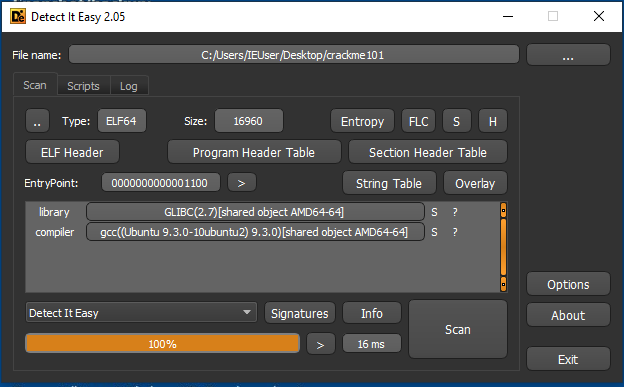 Detect It Easy 2.05
File name: C:/Users/IEUser/Desktop/crackme101 ...
Scan Scripts Log
.. Type: ELF64 Size: 16960 Entropy FLC S H
ELF Header Program Header Table Section Header Table
EntryPoint: 0000000000001100 > String Table Overlay
library GLIBC(2.7)[shared object AMD64-64] S ?
compiler gcc((Ubuntu 9.3.0-10ubuntu2) 9.3.0)[shared object AMD64-64] S ?
Options
Detect It Easy Signatures Info Scan About
100% > 16 ms
Exit